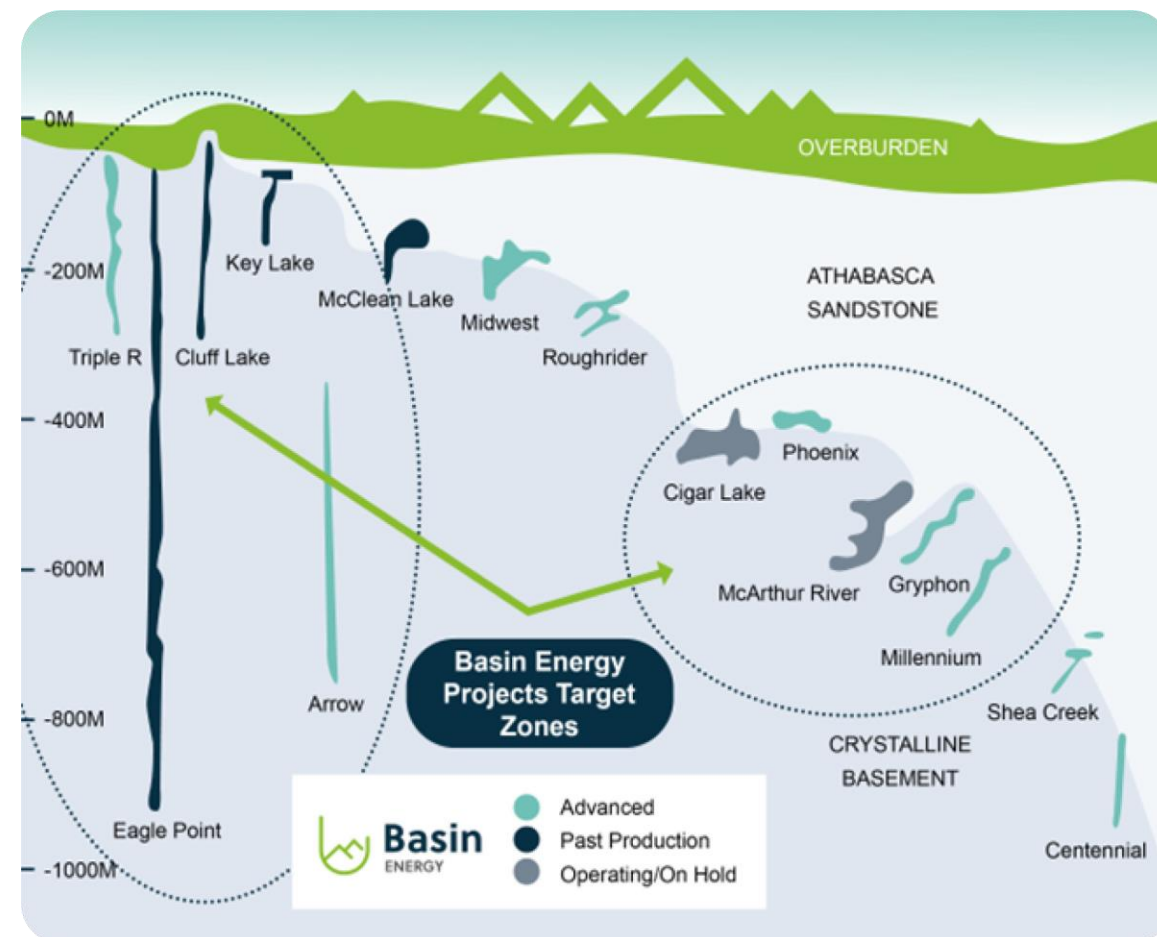 0M
OVERBURDEN
Key Lake
-200M
ATHABASCA
SANDSTONE
McClean Lake
Midwest
Triple R
Cluff Lake
Roughrider
-400M
Phoenix
Cigar Lake
-600M
McArthur River
Gryphon
Basin Energy
Projects Target
Zones
Millennium
Arrow
Shea Creek
-800M
CRYSTALLINE
BASEMENT
Eagle Point
Basin
ENERGY
Advanced
Past Production
Operating/On Hold
Centennial
-1000M